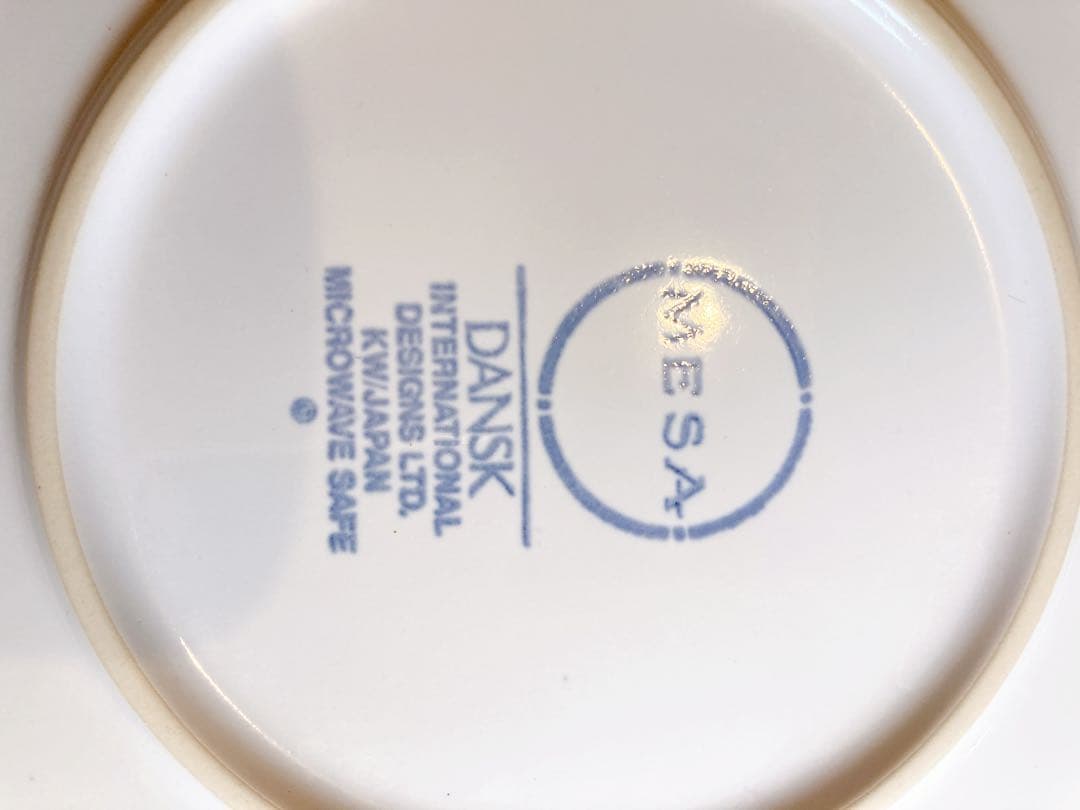 MESA
DANSK
INTERNATIONAL
DESIGNS LTD.
KW/JAPAN
MICROWAVE SAFE
©